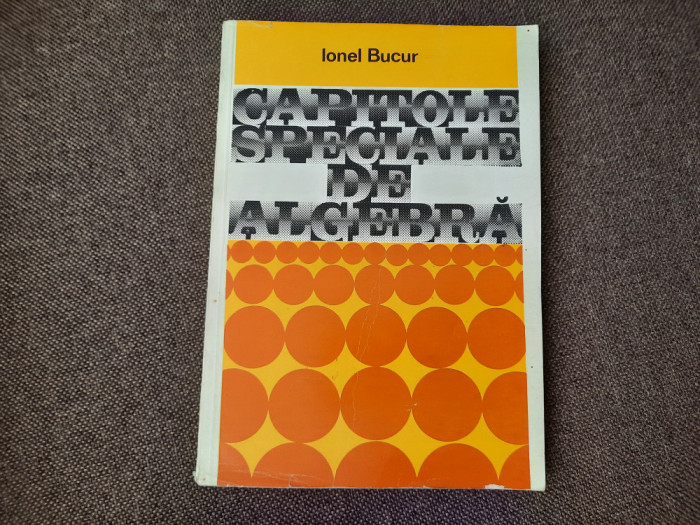 Ionel Bucur
CAPITOLE
SPECIALE
DE
ALGEBRĂ